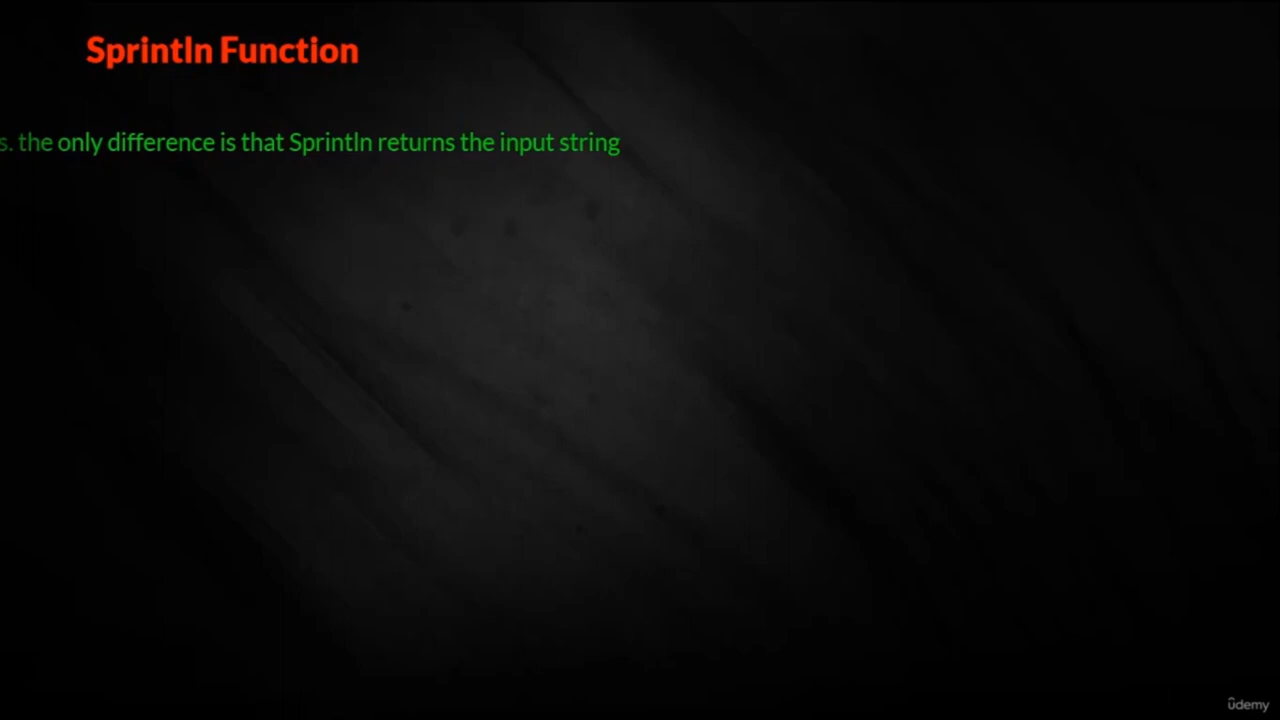 Sprintln Function
s. the only difference is that Sprintln returns the input string
udemy